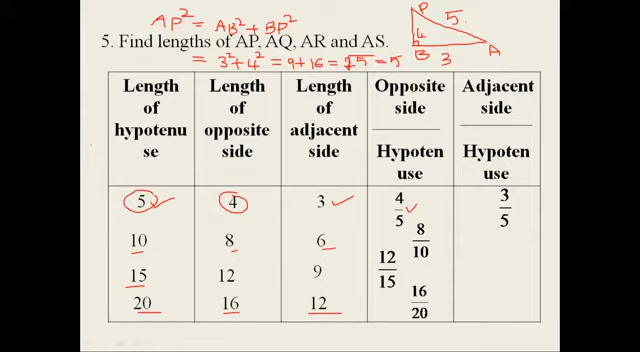 AP² = AB² + BP²
5. Find lengths of AP, AQ, AR and AS.
= 3² + 4² = 9 + 16 = √25 = 5
P
5
4
B
3
A
Length of hypotenuse
Length of opposite side
Length of adjacent side
Opposite side
Hypotenuse
Adjacent side
Hypotenuse
5 4 3 4/5 3/5
10 8 6 8/10
15 12 9 12/15
20 16 12 16/20